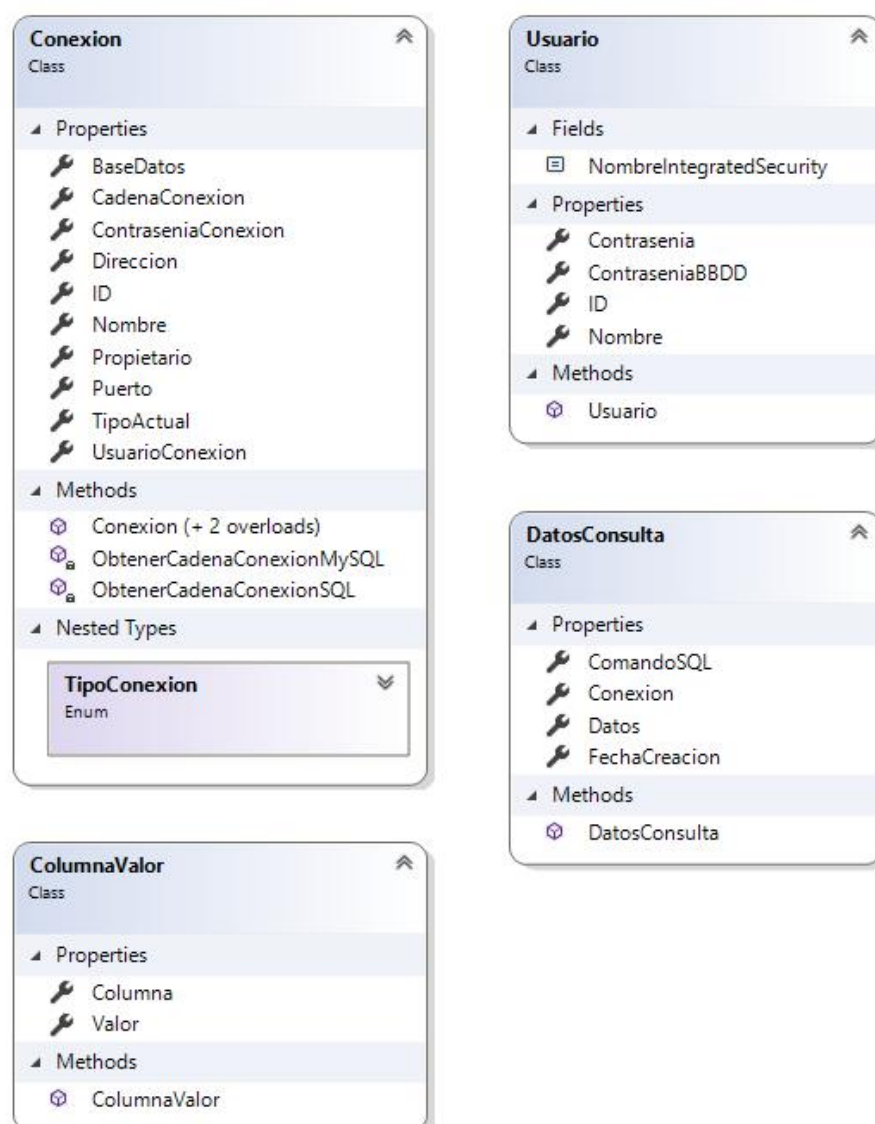 Conexion
Class
Properties
BaseDatos
CadenaConexion
ContraseniaConexion
Direccion
ID
Nombre
Propietario
Puerto
TipoActual
UsuarioConexion
Methods
Conexion (+ 2 overloads)
ObtenerCadenaConexionMySQL
ObtenerCadenaConexionSQL
Nested Types
TipoConexion
Enum
Usuario
Class
Fields
NombreIntegratedSecurity
Properties
Contrasenia
ContraseniaBBDD
ID
Nombre
Methods
Usuario
DatosConsulta
Class
Properties
ComandoSQL
Conexion
Datos
FechaCreacion
Methods
DatosConsulta
ColumnaValor
Class
Properties
Columna
Valor
Methods
ColumnaValor